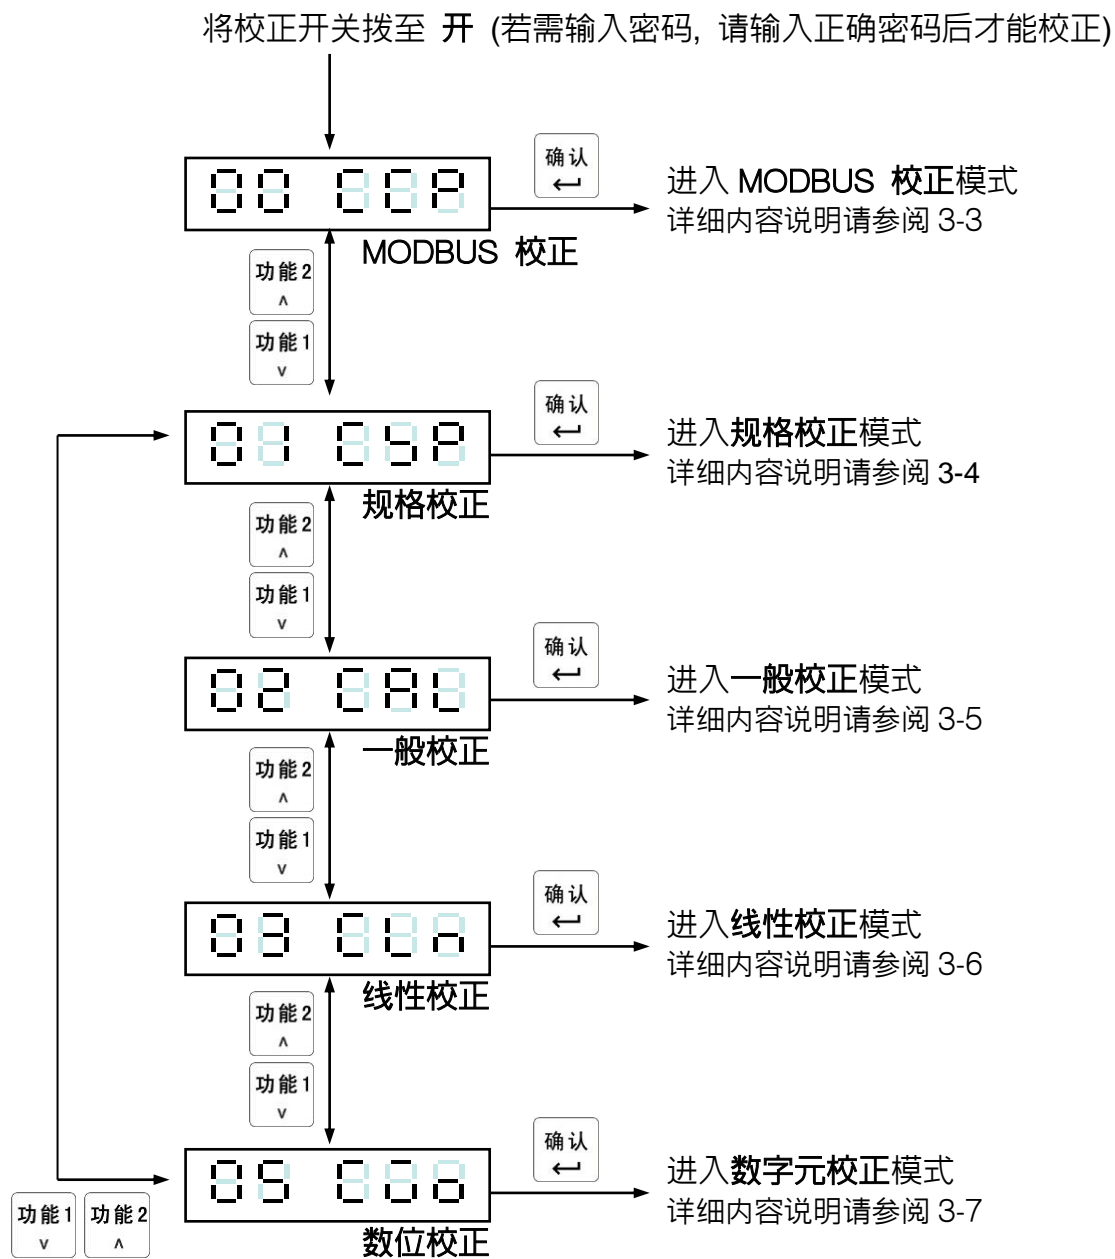 将校正开关拨至 开 (若需输入密码, 请输入正确密码后才能校正)
00 CCP
确认
进入 MODBUS 校正模式
详细内容说明请参阅 3-3
MODBUS 校正
功能2
∧
功能1
∨
01 CSP
确认
进入规格校正模式
详细内容说明请参阅 3-4
规格校正
功能2
∧
功能1
∨
02 CAL
确认
进入一般校正模式
详细内容说明请参阅 3-5
一般校正
功能2
∧
功能1
∨
03 CLn
确认
进入线性校正模式
详细内容说明请参阅 3-6
线性校正
功能2
∧
功能1
∨
确认
进入数字元校正模式
详细内容说明请参阅 3-7
数位校正
功能1
∨
功能2
∧